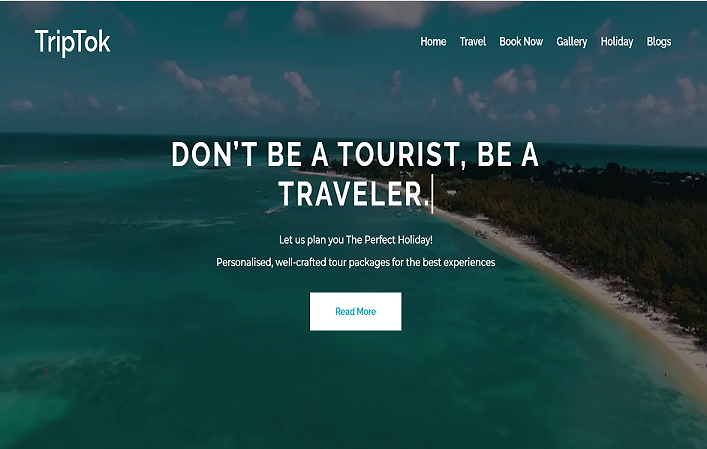 TripTok
Home Travel Book Now Gallery Holiday Blogs
DON'T BE A TOURIST, BE A
TRAVELER.
Let us plan you The Perfect Holiday!
Personalised, well-crafted tour packages for the best experiences
Read More